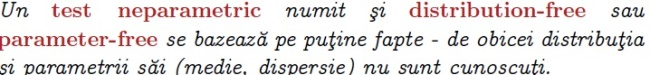 Un test neparametric numit şi distribution-free sau
parameter-free se bazează pe puţine fapte - de obicei distribuţia
şi parametrii săi (medie, dispersie) nu sunt cunoscuti.